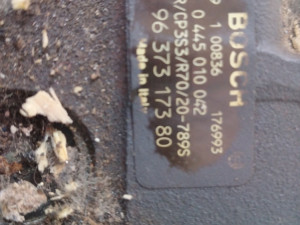 BOSCH
9 1 00836 176993
0 445 010 042
R/CP3S3/R70/20-789S
96 373 173 80
Made in Italy